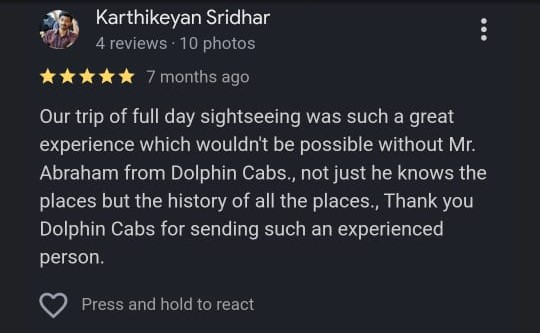 Karthikeyan Sridhar
4 reviews · 10 photos
7 months ago
Our trip of full day sightseeing was such a great
experience which wouldn't be possible without Mr.
Abraham from Dolphin Cabs., not just he knows the
places but the history of all the places., Thank you
Dolphin Cabs for sending such an experienced
person.
Press and hold to react